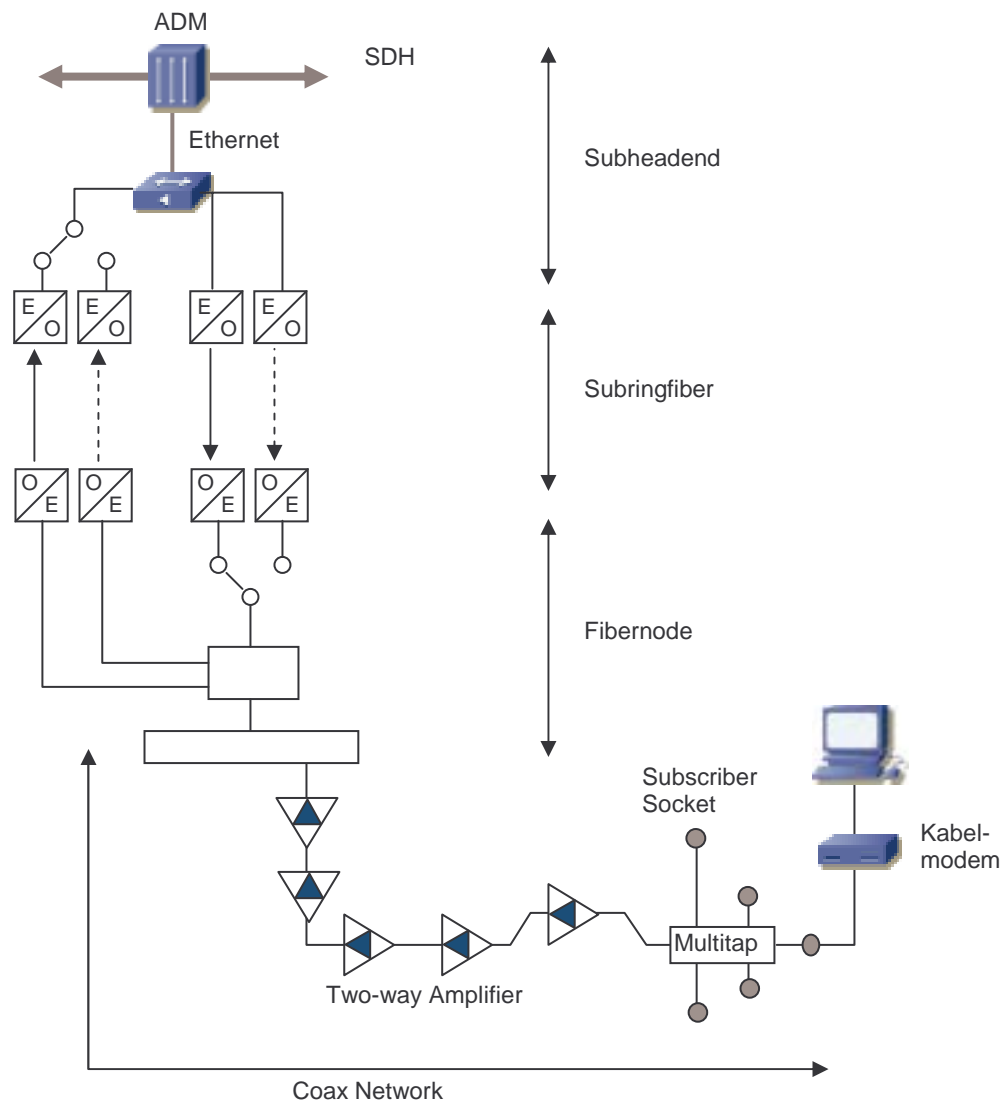 ADM
SDH
Ethernet
Subheadend
E
O
E
O
E
O
E
O
Subringfiber
O
E
O
E
O
E
O
E
Fibernode
Subscriber
Socket
Kabel-
modem
Multitap
Two-way Amplifier
Coax Network